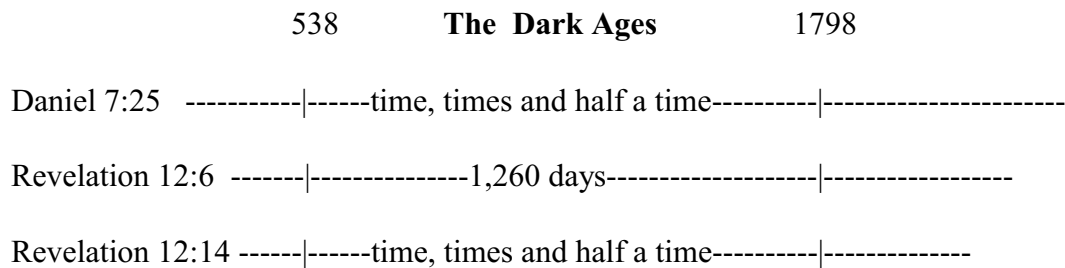 538 The Dark Ages 1798
Daniel 7:25 -----------|------time, times and half a time----------|-----------------------
Revelation 12:6 -------|---------------1,260 days--------------------|------------------
Revelation 12:14 ------|------time, times and half a time----------|--------------